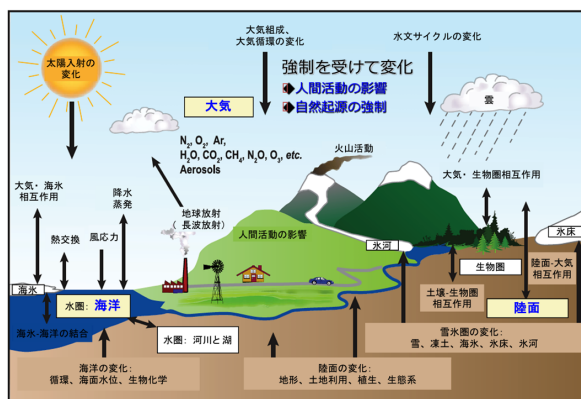 大気組成、
大気循環の変化
水文サイクルの変化
太陽入射の
変化
強制を受けて変化
人間活動の影響
自然起源の強制
大気
雲
N2, O2, Ar,
H2O, CO2, CH4, N2O, O3, etc.
Aerosols
火山活動
大気・海氷
相互作用
降水
蒸発
熱交換
風応力
地球放射
(長波放射)
人間活動の影響
大気・生物圏相互作用
氷河
氷床
生物圏
陸面-大気
相互作用
海氷
水圏: 海洋
土壌-生物圏
相互作用
陸面
海氷-海洋の結合
水圏: 河川と湖
雪氷圏の変化:
雪、凍土、海氷、氷床、氷河
海洋の変化:
循環、海面水位、生物化学
陸面の変化:
地形、土地利用、植生、生態系